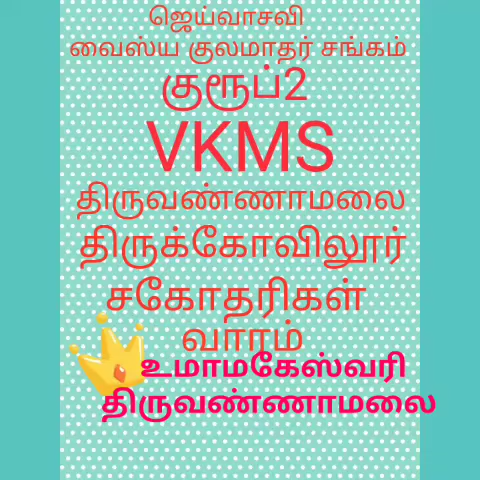 ஜெய்வாசவி
வைஸ்ய குலமாதர் சங்கம்
குரூப்2
VKMS
திருவண்ணாமலை
திருக்கோவிலூர்
சகோதரிகள்
வாரம்
உமாமகேஸ்வரி
திருவண்ணாமலை